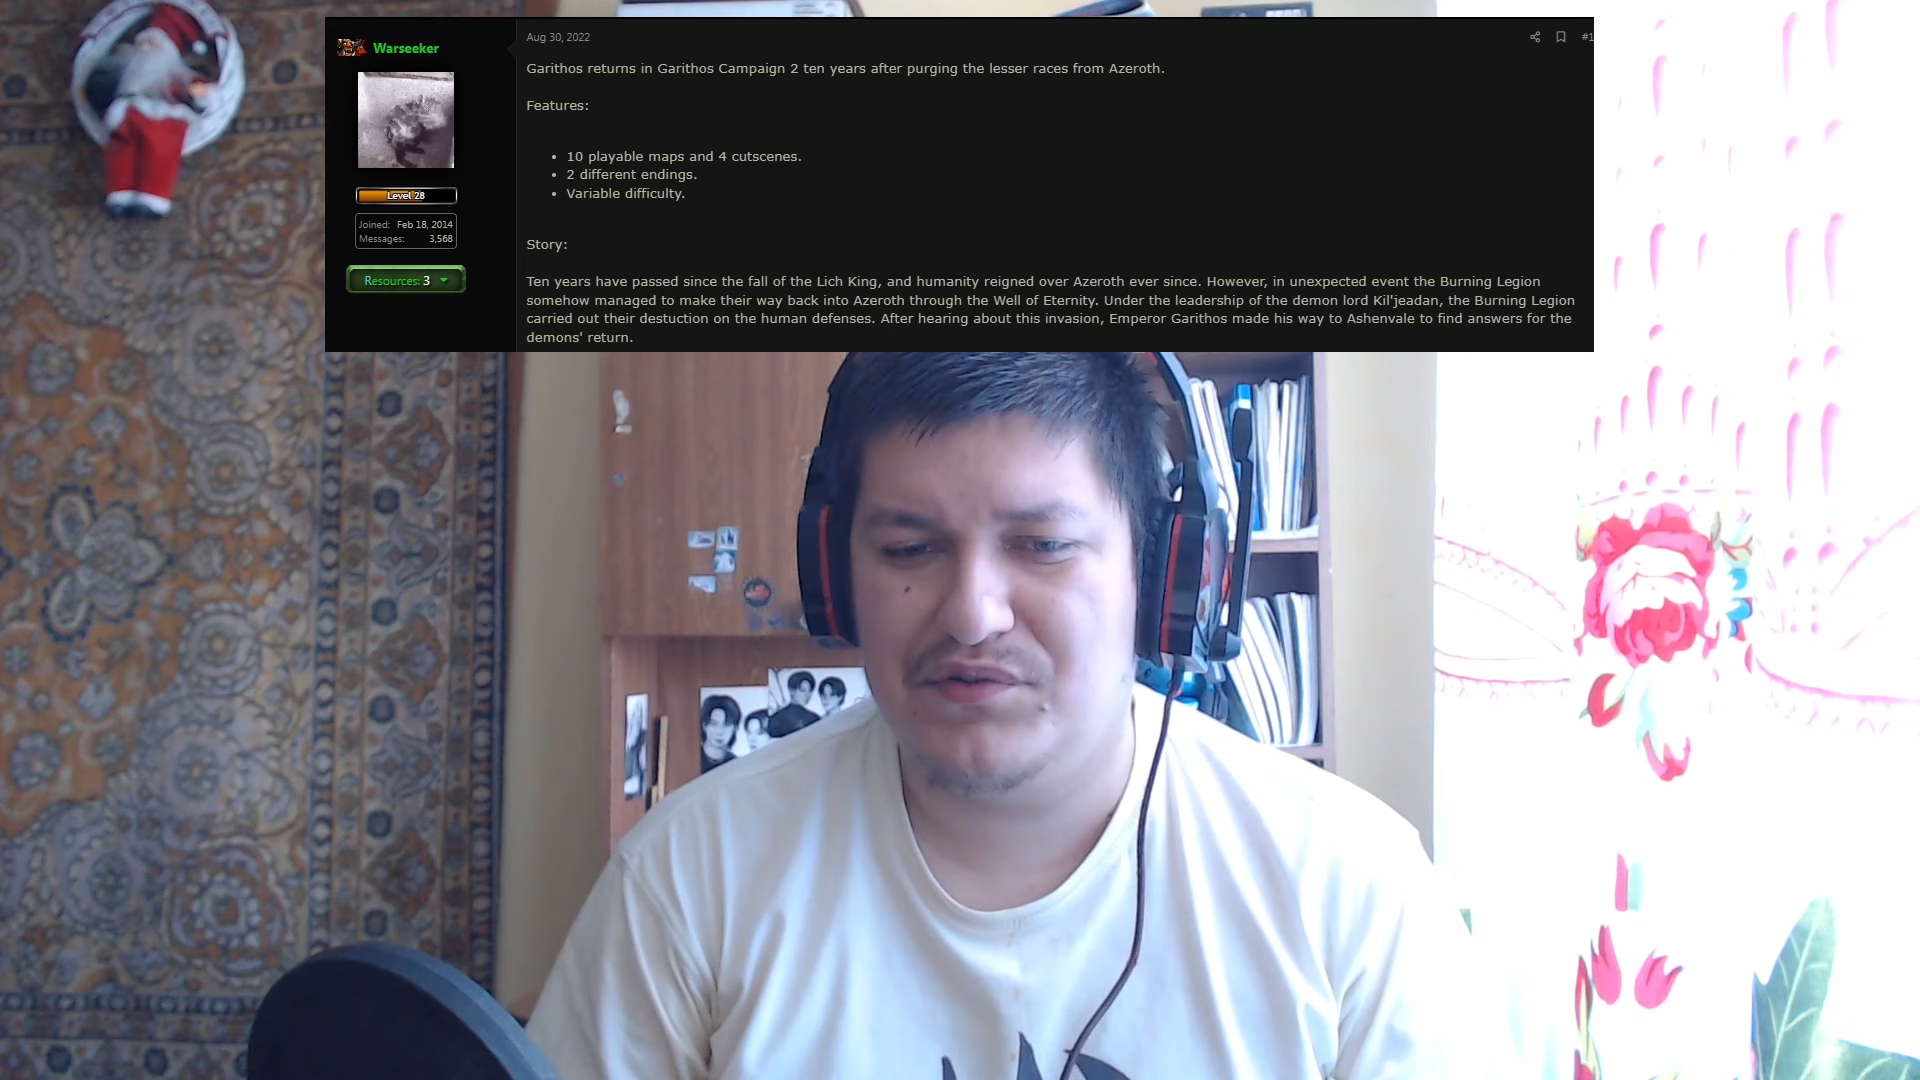 Warseeker
Level 28
Joined: Feb 18, 2014
Messages: 3,568
Resources: 3
Aug 30, 2022
#1
Garithos returns in Garithos Campaign 2 ten years after purging the lesser races from Azeroth.
Features:
• 10 playable maps and 4 cutscenes.
• 2 different endings.
• Variable difficulty.
Story:
Ten years have passed since the fall of the Lich King, and humanity reigned over Azeroth ever since. However, in unexpected event the Burning Legion
somehow managed to make their way back into Azeroth through the Well of Eternity. Under the leadership of the demon lord Kil'jeadan, the Burning Legion
carried out their destuction on the human defenses. After hearing about this invasion, Emperor Garithos made his way to Ashenvale to find answers for the
demons' return.